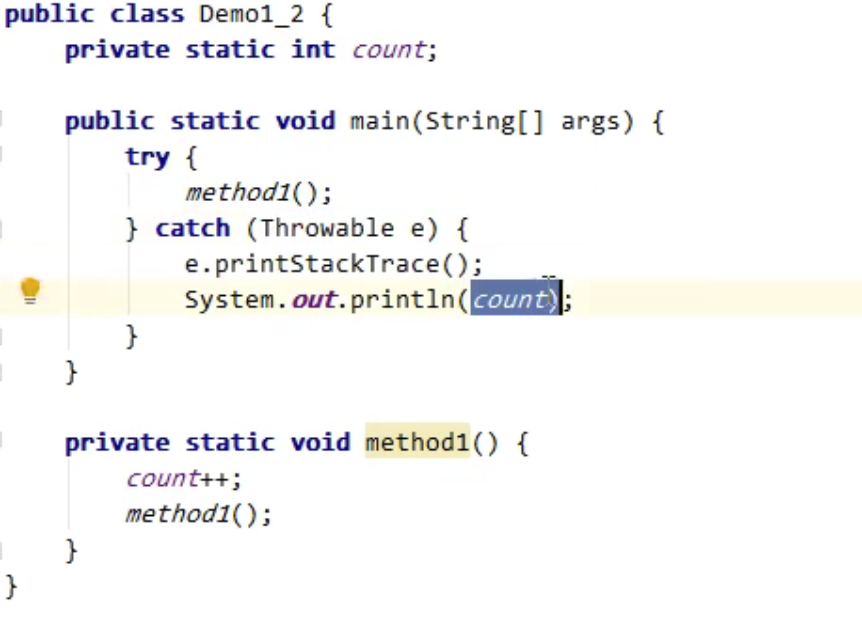 public class Demo1_2 {
    private static int count;

    public static void main(String[] args) {
        try {
            method1();
        } catch (Throwable e) {
            e.printStackTrace();
            System.out.println(count);
        }
    }

    private static void method1() {
        count++;
        method1();
    }
}